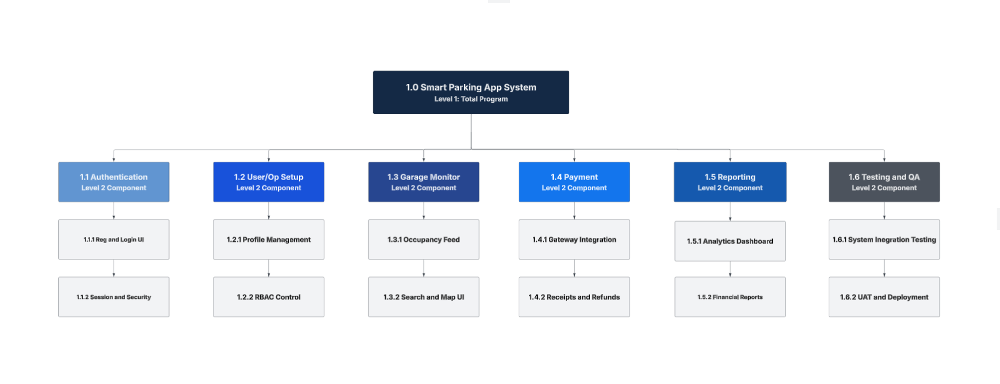 1.0 Smart Parking App System
Level 1: Total Program
1.1 Authentication
Level 2 Component
1.2 User/Op Setup
Level 2 Component
1.3 Garage Monitor
Level 2 Component
1.4 Payment
Level 2 Component
1.5 Reporting
Level 2 Component
1.6 Testing and QA
Level 2 Component
1.1.1 Reg and Login UI
1.2.1 Profile Management
1.3.1 Occupancy Feed
1.4.1 Gateway Integration
1.5.1 Analytics Dashboard
1.6.1 System Inegration Testing
1.1.2 Session and Security
1.2.2 RBAC Control
1.3.2 Search and Map UI
1.4.2 Receipts and Refunds
1.5.2 Financial Reports
1.6.2 UAT and Deployment